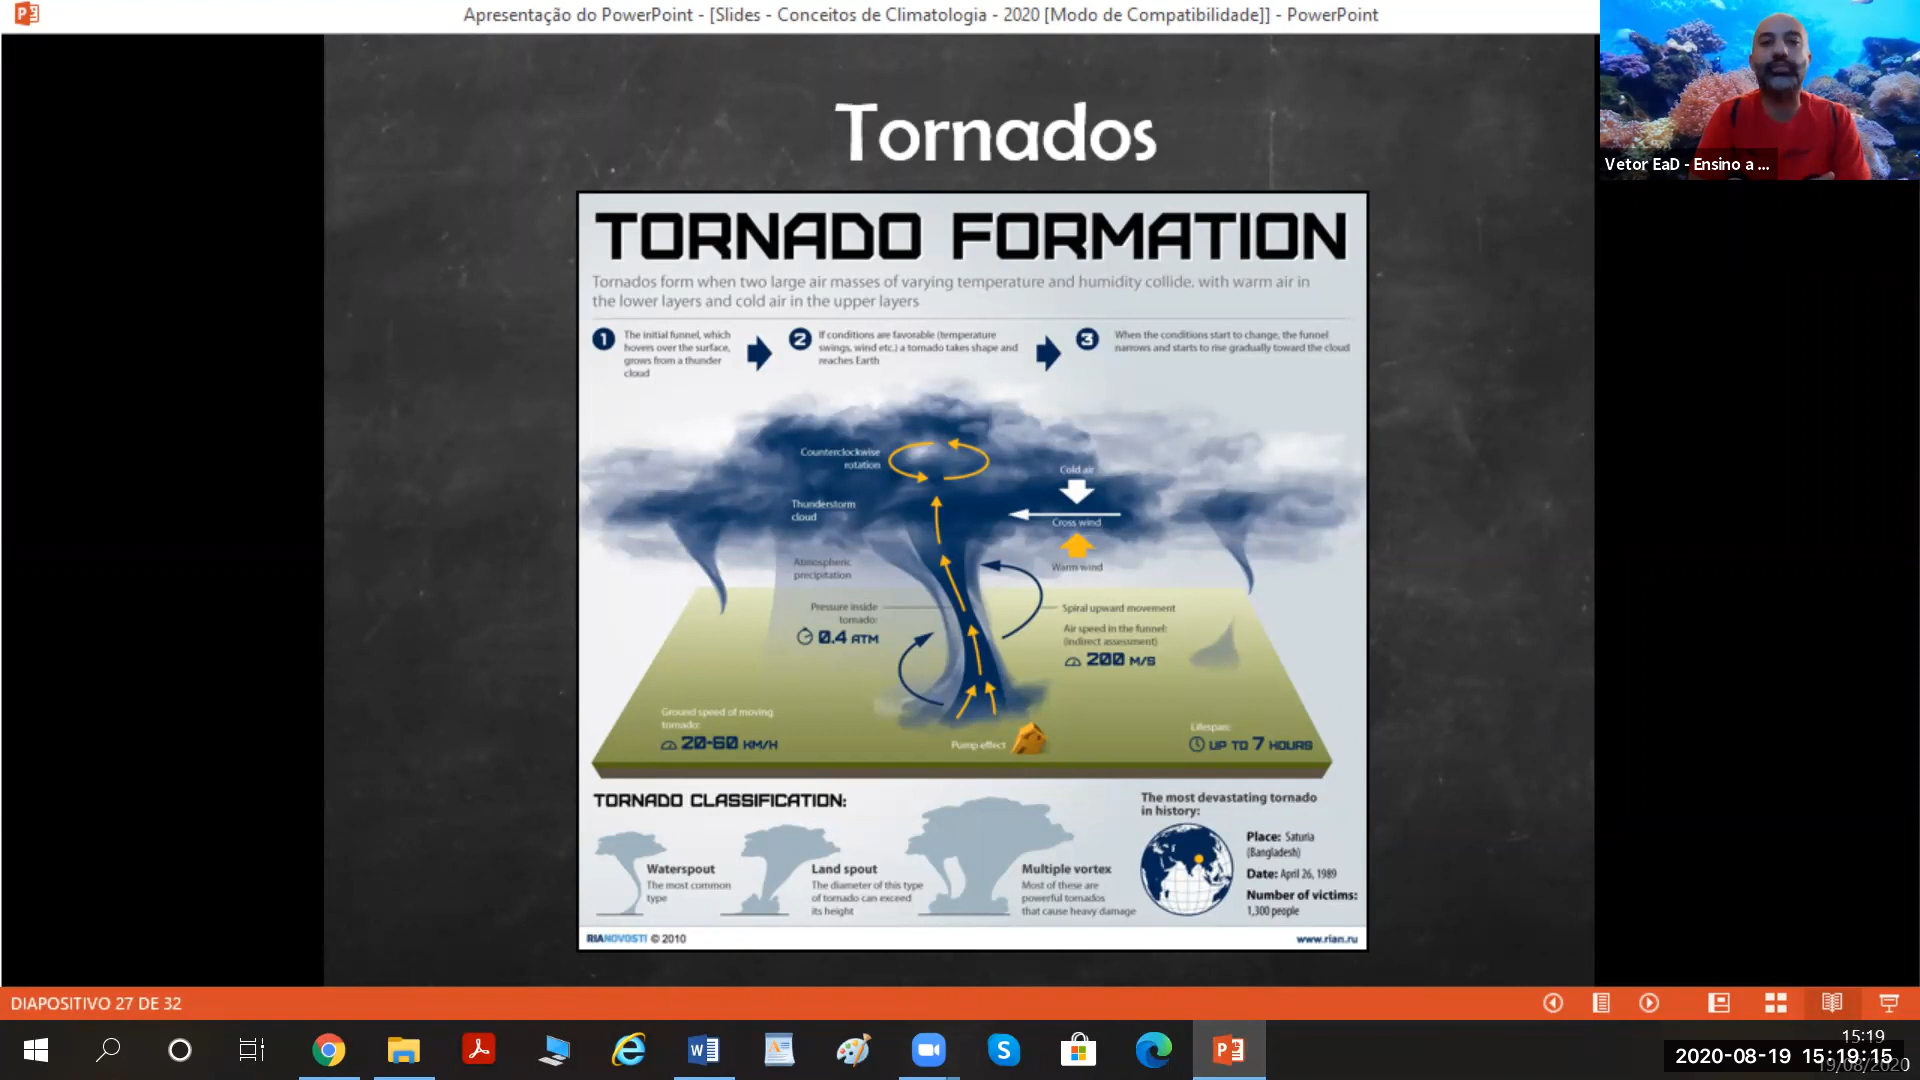 Apresentação do PowerPoint - [Slides - Conceitos de Climatologia - 2020 [Modo de Compatibilidade]] - PowerPoint
Vetor EaD - Ensino a ...
Tornados
TORNADO FORMATION
Tornados form when two large air masses of varying temperature and humidity collide, with warm air in
the lower layers and cold air in the upper layers
1
The initial funnel, which
hovers over the surface,
grows from a thunder
cloud
2
If conditions are favorable (temperature
swings, wind etc.) a tornado takes shape and
reaches Earth
3
When the conditions start to change, the funnel
narrows and starts to rise gradually toward the cloud
Counterclockwise
rotation
Cold air
Thunderstorm
cloud
Cross wind
Atmospheric
precipitation
Warm wind
Pressure inside
tornado:
0.4 ATM
Spiral upward movement
Air speed in the funnel:
(indirect assessment)
200 M/S
Ground speed of moving
tornado:
20-60 KM/H
Pump effect
Lifespan:
UP TO 7 HOURS
TORNADO CLASSIFICATION:
Waterspout
The most common
type
Land spout
The diameter of this type
of tornado can exceed
its height
Multiple vortex
Most of these are
powerful tornados
that cause heavy damage
The most devastating tornado
in history:
Place: Saturia
(Bangladesh)
Date: April 26, 1989
Number of victims:
1,300 people
RIANOVOSTI © 2010
www.rian.ru
DIAPOSITIVO 27 DE 32
15:19
2020-08-19 15:19:15
19/08/2020